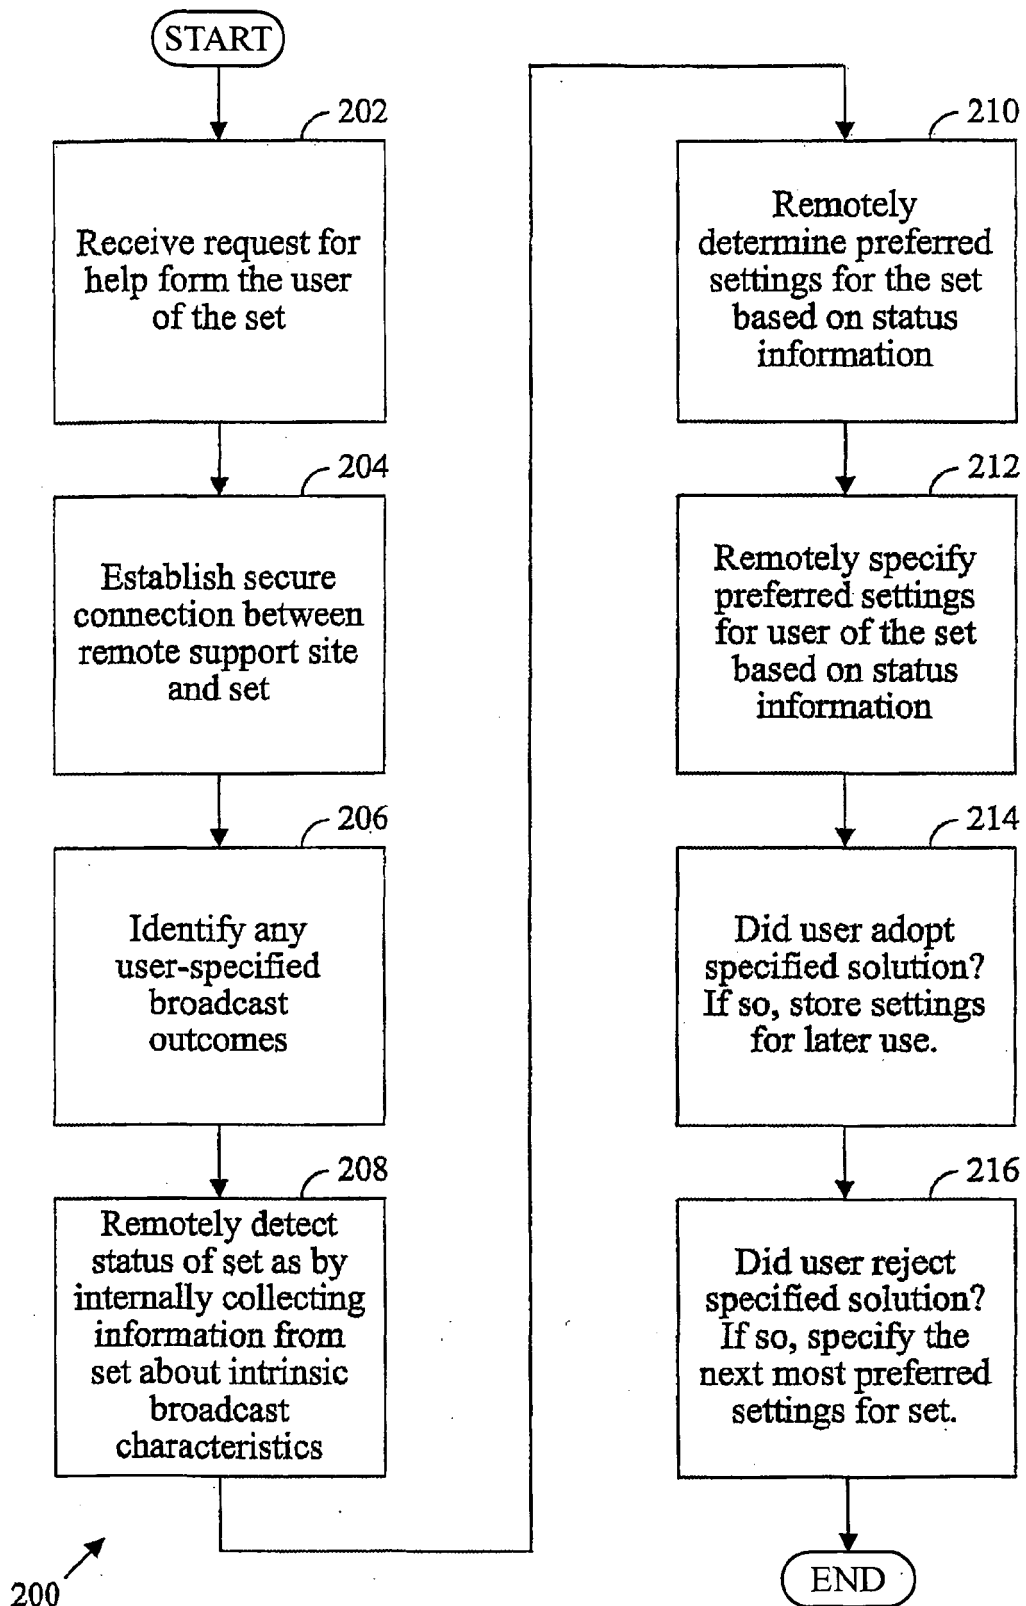 START
202
Receive request for
help form the user
of the set
204
Establish secure
connection between
remote support site
and set
206
Identify any
user-specified
broadcast
outcomes
208
Remotely detect
status of set as by
internally collecting
information from
set about intrinsic
broadcast
characteristics
200
210
Remotely
determine preferred
settings for the set
based on status
information
212
Remotely specify
preferred settings
for user of the set
based on status
information
214
Did user adopt
specified solution?
If so, store settings
for later use.
216
Did user reject
specified solution?
If so, specify the
next most preferred
settings for set.
END